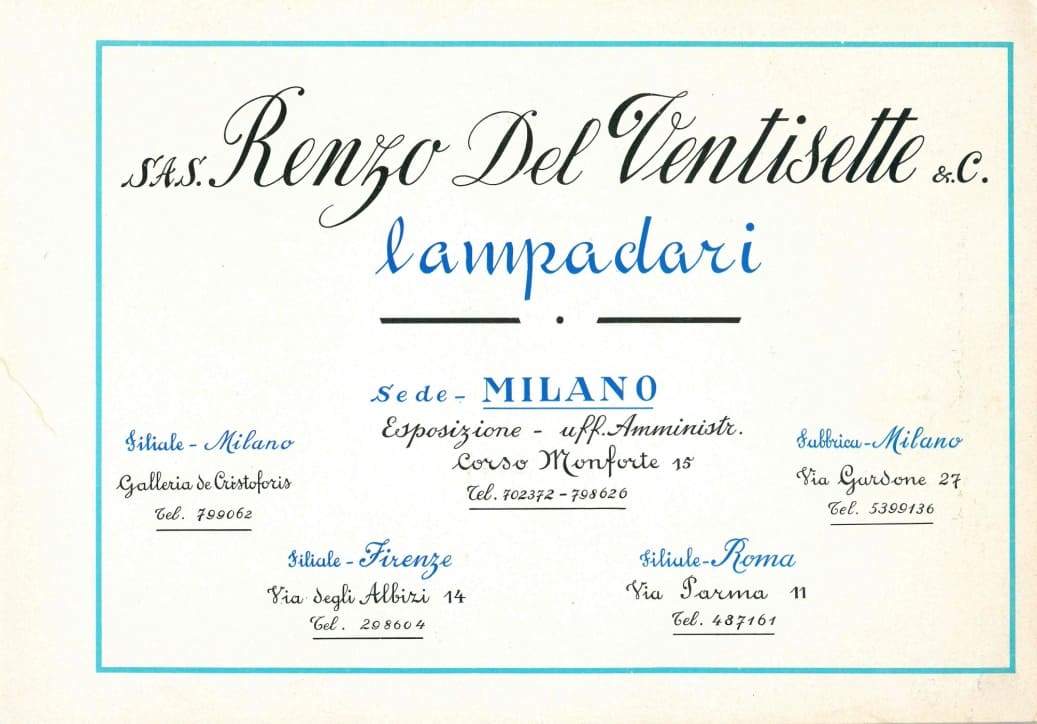 S.A.S. Renzo Del Ventisette &.C.
lampadari
Sede - MILANO
Esposizione - uff. Amministr.
Corso Monforte 15
Tel. 702372 - 798626
Filiale - Milano
Galleria de Cristoforis
Tel. 799062
Fabbrica - Milano
Via Gardone 27
Tel. 5399136
Filiale - Firenze
Via degli Albizi 14
Tel. 298604
Filiale - Roma
Via Parma 11
Tel. 487161